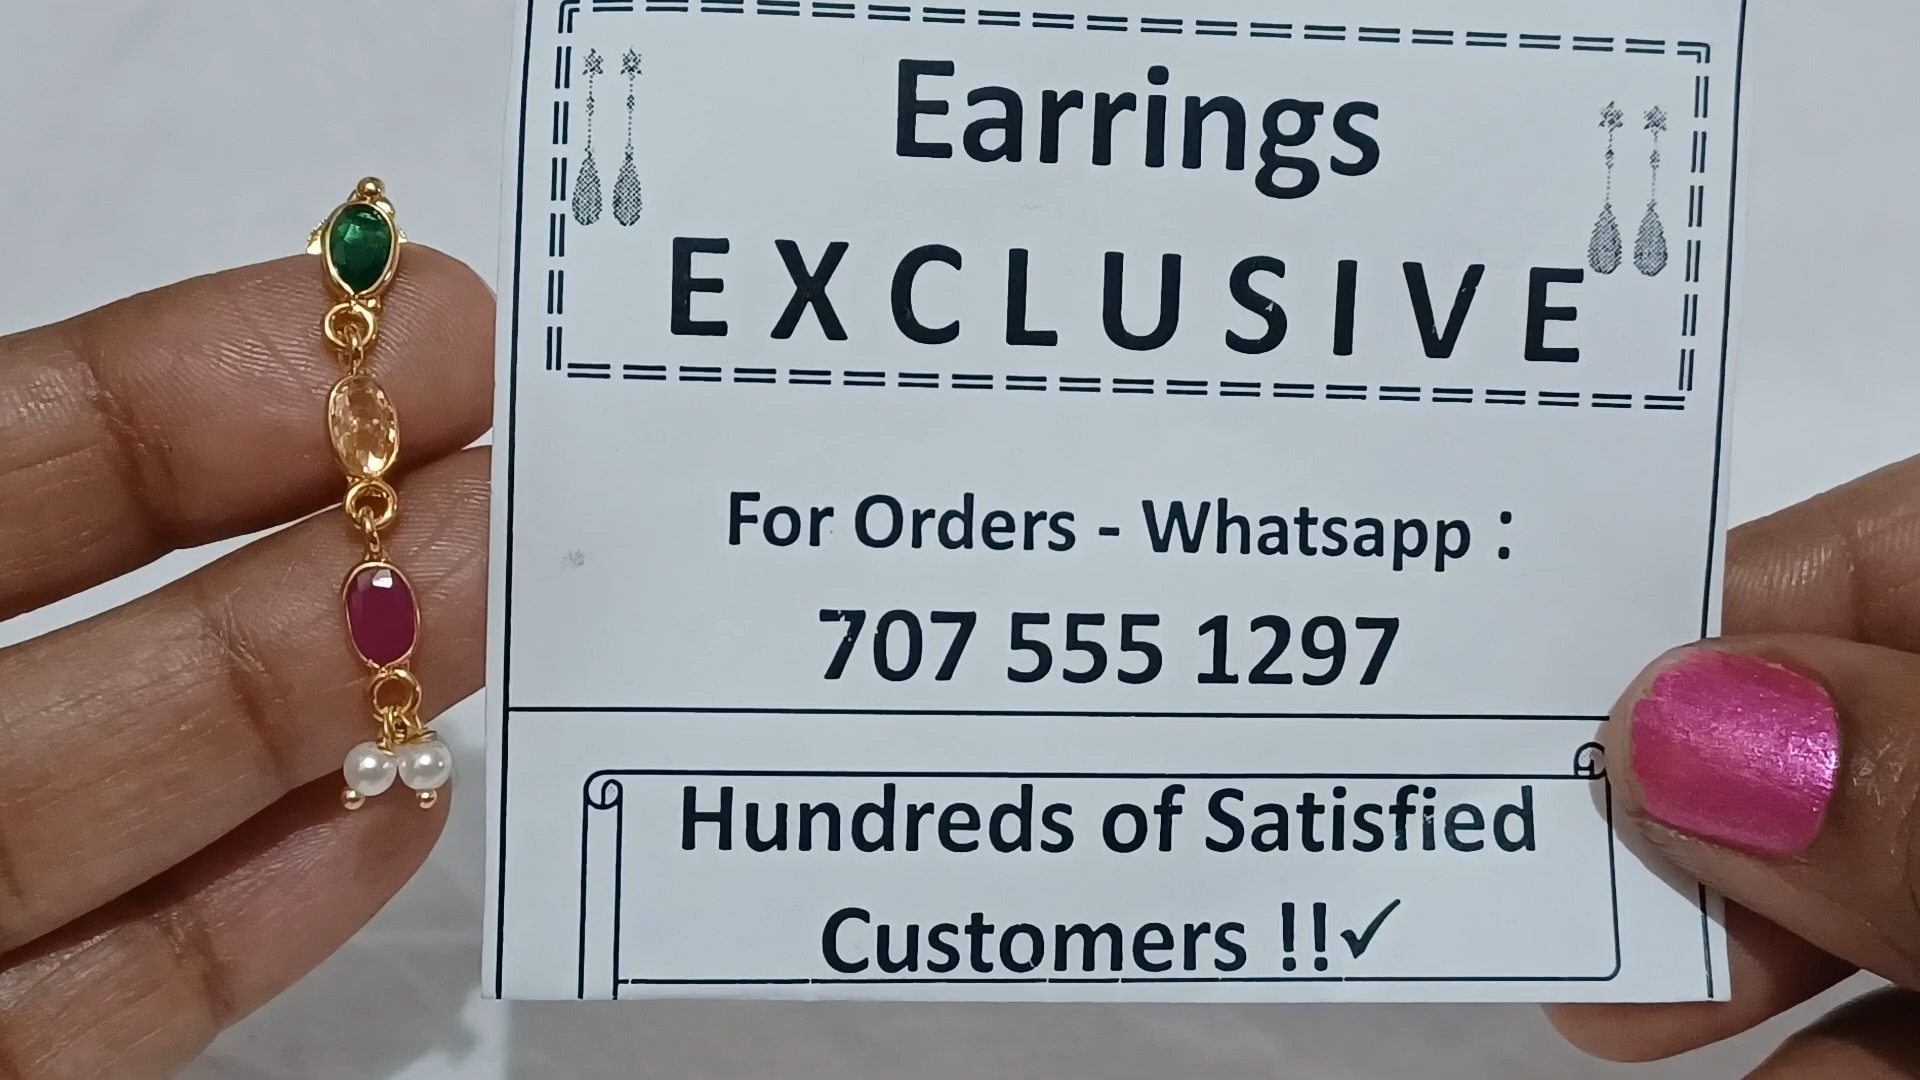 Earrings
EXCLUSIVE
For Orders - Whatsapp :
707 555 1297
Hundreds of Satisfied
Customers !!✓